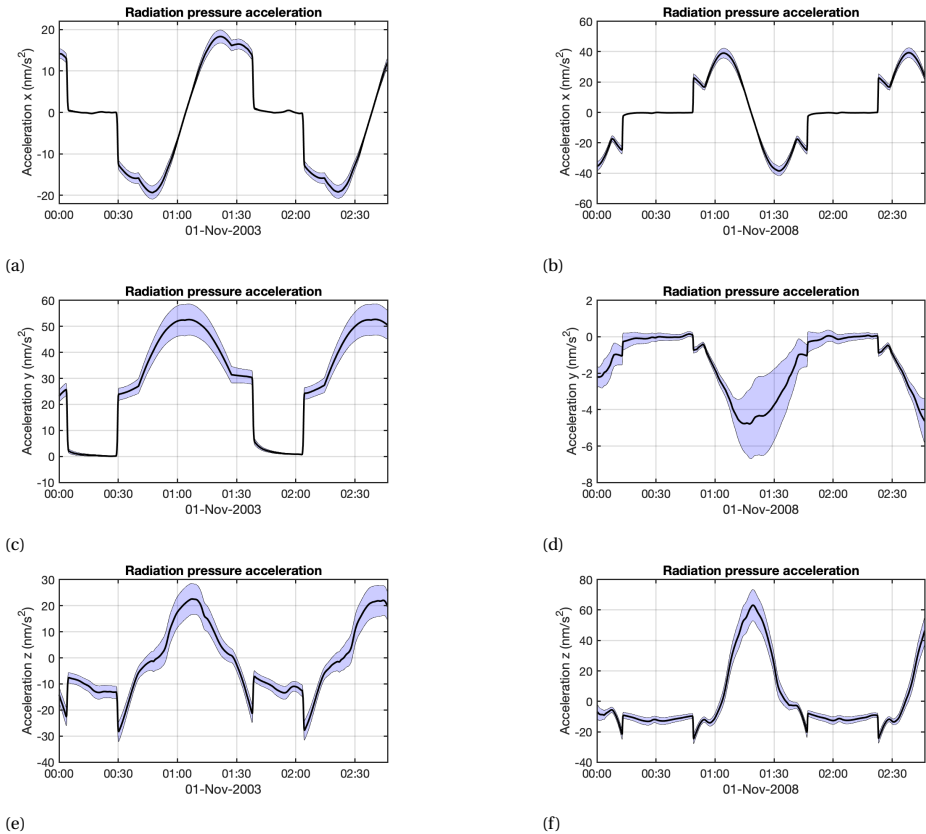 Radiation pressure acceleration
Acceleration x (nm/s²)
20
10
0
-10
-20
00:00 00:30 01:00 01:30 02:00 02:30
01-Nov-2003
(a)
Radiation pressure acceleration
Acceleration x (nm/s²)
60
40
20
0
-20
-40
-60
00:00 00:30 01:00 01:30 02:00 02:30
01-Nov-2008
(b)
Radiation pressure acceleration
Acceleration y (nm/s²)
60
50
40
30
20
10
0
-10
00:00 00:30 01:00 01:30 02:00 02:30
01-Nov-2003
(c)
Radiation pressure acceleration
Acceleration y (nm/s²)
2
0
-2
-4
-6
-8
00:00 00:30 01:00 01:30 02:00 02:30
01-Nov-2008
(d)
Radiation pressure acceleration
Acceleration z (nm/s²)
30
20
10
0
-10
-20
-30
-40
00:00 00:30 01:00 01:30 02:00 02:30
01-Nov-2003
(e)
Radiation pressure acceleration
Acceleration z (nm/s²)
80
60
40
20
0
-20
-40
00:00 00:30 01:00 01:30 02:00 02:30
01-Nov-2008
(f)